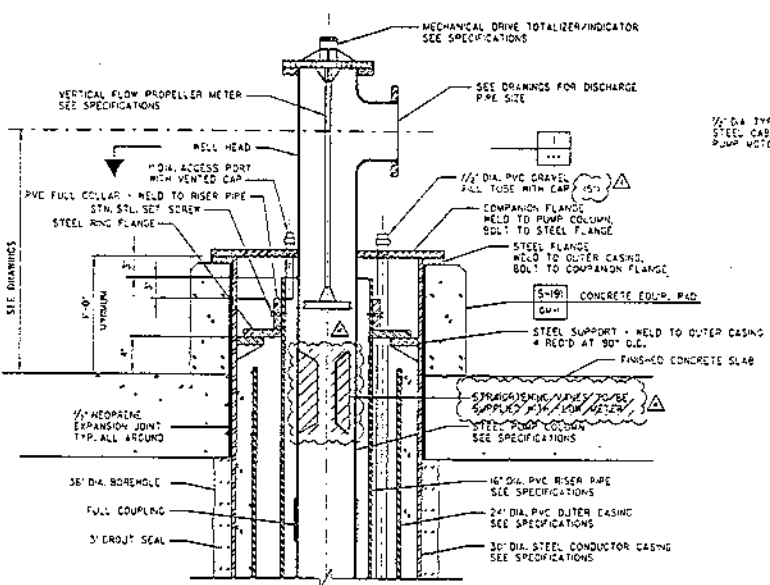 MECHANICAL DRIVE TOTALIZER/INDICATOR
SEE SPECIFICATIONS
VERTICAL FLOW PROPELLER METER
SEE SPECIFICATIONS
SEE DRAWINGS FOR DISCHARGE
PIPE SIZE
WELL HEAD
1" DIA. ACCESS PORT
WITH VENTED CAP
PVC FULL COLLAR - WELD TO RISER PIPE
STN. STL. SET SCREW
STEEL RING FLANGE
DIA. PVC GRAVEL
FILL TUBE WITH CAP
COMPANION FLANGE
WELD TO PUMP COLUMN,
BOLT TO STEEL FLANGE
STEEL FLANGE
WELD TO OUTER CASING,
BOLT TO COMPANION FLANGE
S-191
CONCRETE EQUIP. PAD
STEEL SUPPORT - WELD TO OUTER CASING
4 REQ'D AT 90° O.C.
FINISHED CONCRETE SLAB
STRAIGHTENING VANES TO BE
SUPPLIED WITH FLOW METER
STEEL PUMP COLUMN
SEE SPECIFICATIONS
16" DIA. PVC RISER PIPE
SEE SPECIFICATIONS
24" DIA. PVC OUTER CASING
SEE SPECIFICATIONS
30" DIA. STEEL CONDUCTOR CASING
SEE SPECIFICATIONS
SEE DRAWINGS
NEOPRENE
EXPANSION JOINT
TYP. ALL AROUND
36" DIA. BOREHOLE
FULL COUPLING
3" GROUT SEAL
DIA. TYP
STEEL CAB
PUMP MOTO